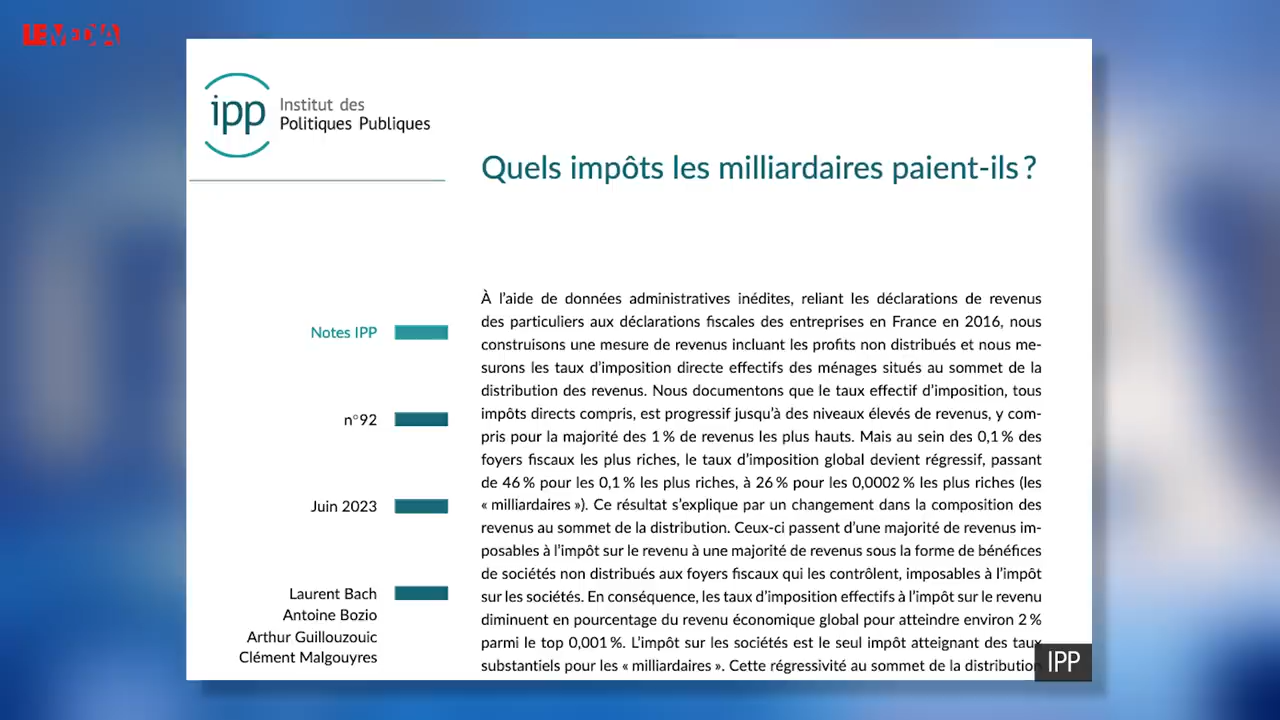 LEMEDIA
ipp
Institut des
Politiques Publiques
Quels impôts les milliardaires paient-ils ?
Notes IPP
n°92
Juin 2023
Laurent Bach
Antoine Bozio
Arthur Guillouzouic
Clément Malgouyres
À l'aide de données administratives inédites, reliant les déclarations de revenus
des particuliers aux déclarations fiscales des entreprises en France en 2016, nous
construisons une mesure de revenus incluant les profits non distribués et nous me-
surons les taux d'imposition directe effectifs des ménages situés au sommet de la
distribution des revenus. Nous documentons que le taux effectif d'imposition, tous
impôts directs compris, est progressif jusqu'à des niveaux élevés de revenus, y com-
pris pour la majorité des 1 % de revenus les plus hauts. Mais au sein des 0,1 % des
foyers fiscaux les plus riches, le taux d'imposition global devient régressif, passant
de 46 % pour les 0,1 % les plus riches, à 26 % pour les 0,0002 % les plus riches (les
« milliardaires »). Ce résultat s'explique par un changement dans la composition des
revenus au sommet de la distribution. Ceux-ci passent d'une majorité de revenus im-
posables à l'impôt sur le revenu à une majorité de revenus sous la forme de bénéfices
de sociétés non distribués aux foyers fiscaux qui les contrôlent, imposables à l'impôt
sur les sociétés. En conséquence, les taux d'imposition effectifs à l'impôt sur le revenu
diminuent en pourcentage du revenu économique global pour atteindre environ 2 %
parmi le top 0,001 %. L'impôt sur les sociétés est le seul impôt atteignant des taux
substantiels pour les « milliardaires ». Cette régressivité au sommet de la distribution
IPP